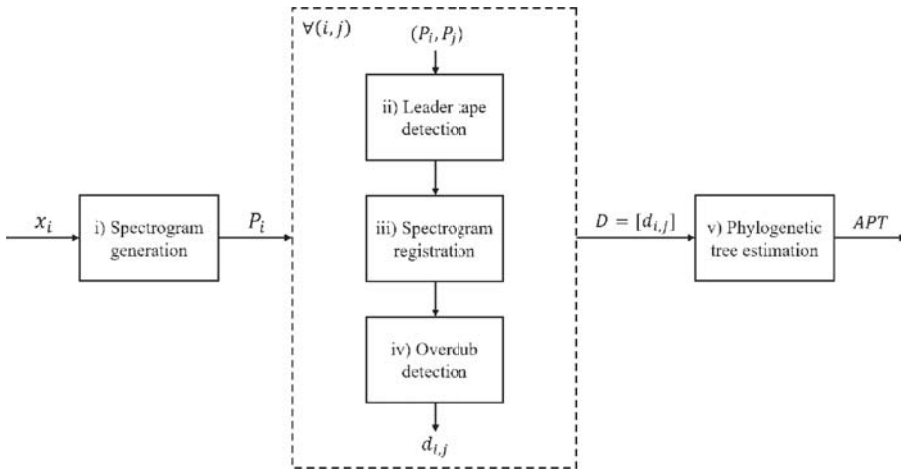 ∀(i, j)
(P_i, P_j)
ii) Leader tape
detection
x_i
i) Spectrogram
generation
P_i
iii) Spectrogram
registration
D = [d_{i,j}]
v) Phylogenetic
tree estimation
APT
iv) Overdub
detection
d_{i,j}